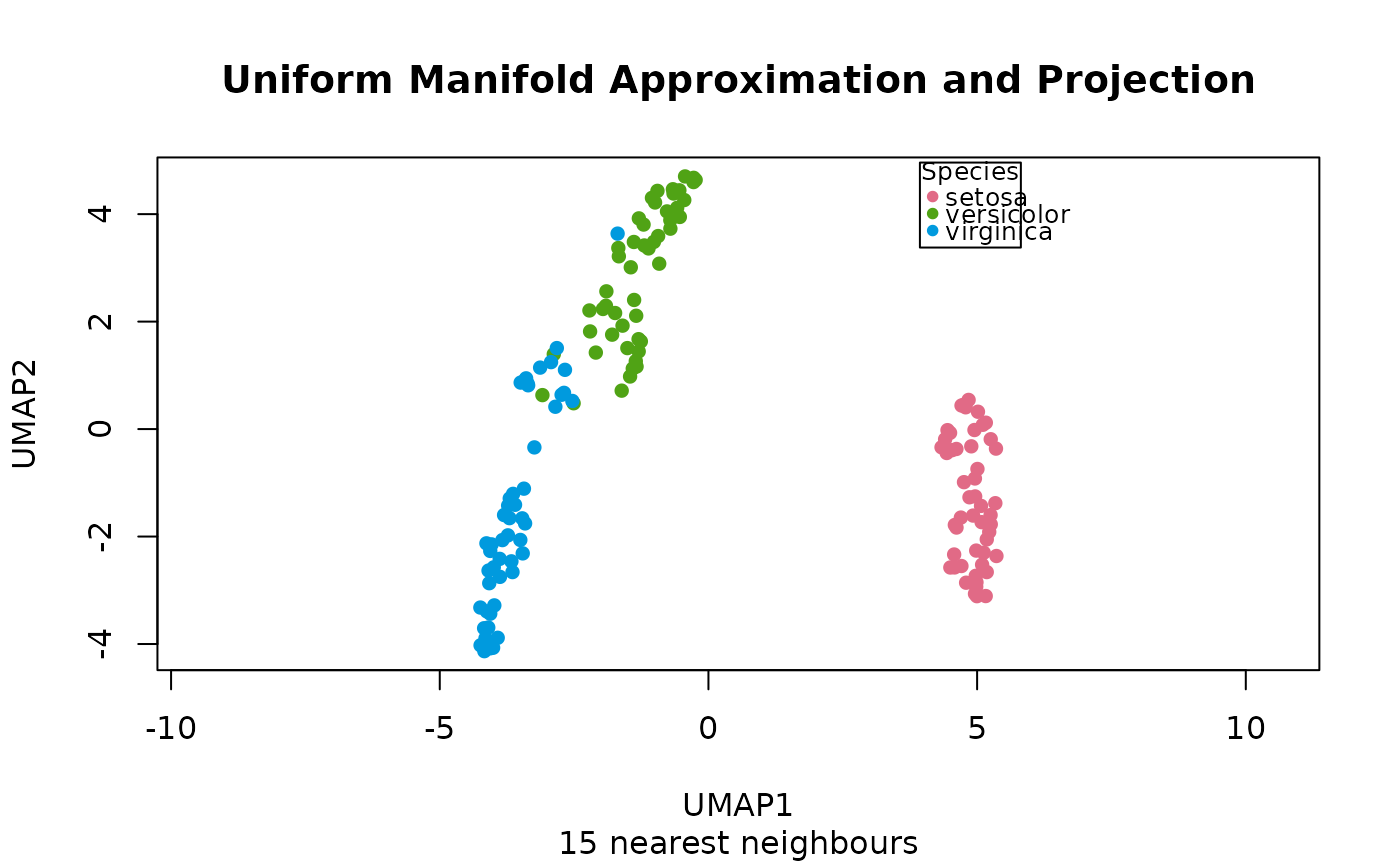 Uniform Manifold Approximation and Projection
Species
setosa
versicolor
virginica
4
2
0
-2
-4
UMAP2
-10 -5 0 5 10
UMAP1
15 nearest neighbours